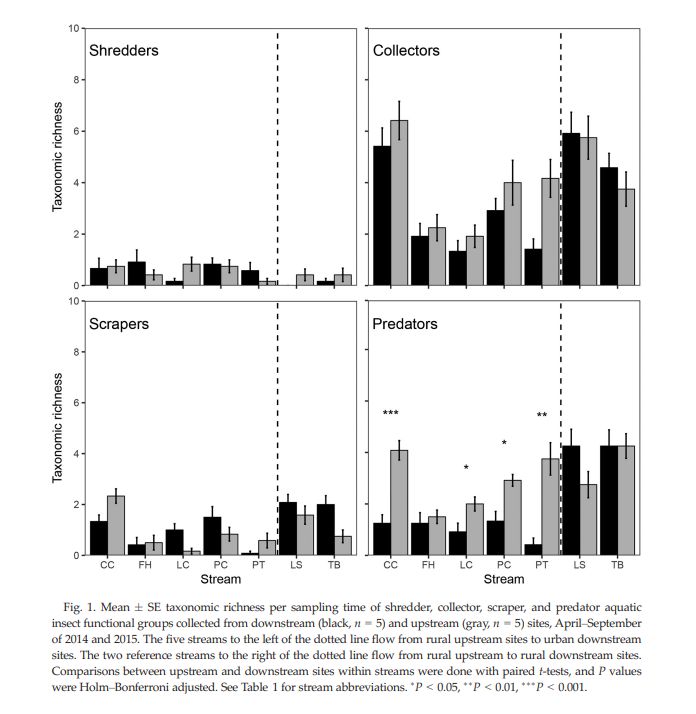 Shredders
Collectors
Taxonomic richness
10
8
6
4
2
0
Scrapers
Predators
Taxonomic richness
10
8
6
4
2
0
***
*
*
**
CC FH LC PC PT LS TB
Stream
CC FH LC PC PT LS TB
Stream
Fig. 1. Mean ± SE taxonomic richness per sampling time of shredder, collector, scraper, and predator aquatic
insect functional groups collected from downstream (black, n = 5) and upstream (gray, n = 5) sites, April–September
of 2014 and 2015. The five streams to the left of the dotted line flow from rural upstream sites to urban downstream
sites. The two reference streams to the right of the dotted line flow from rural upstream to rural downstream sites.
Comparisons between upstream and downstream sites within streams were done with paired t-tests, and P values
were Holm–Bonferroni adjusted. See Table 1 for stream abbreviations. *P < 0.05, **P < 0.01, ***P < 0.001.